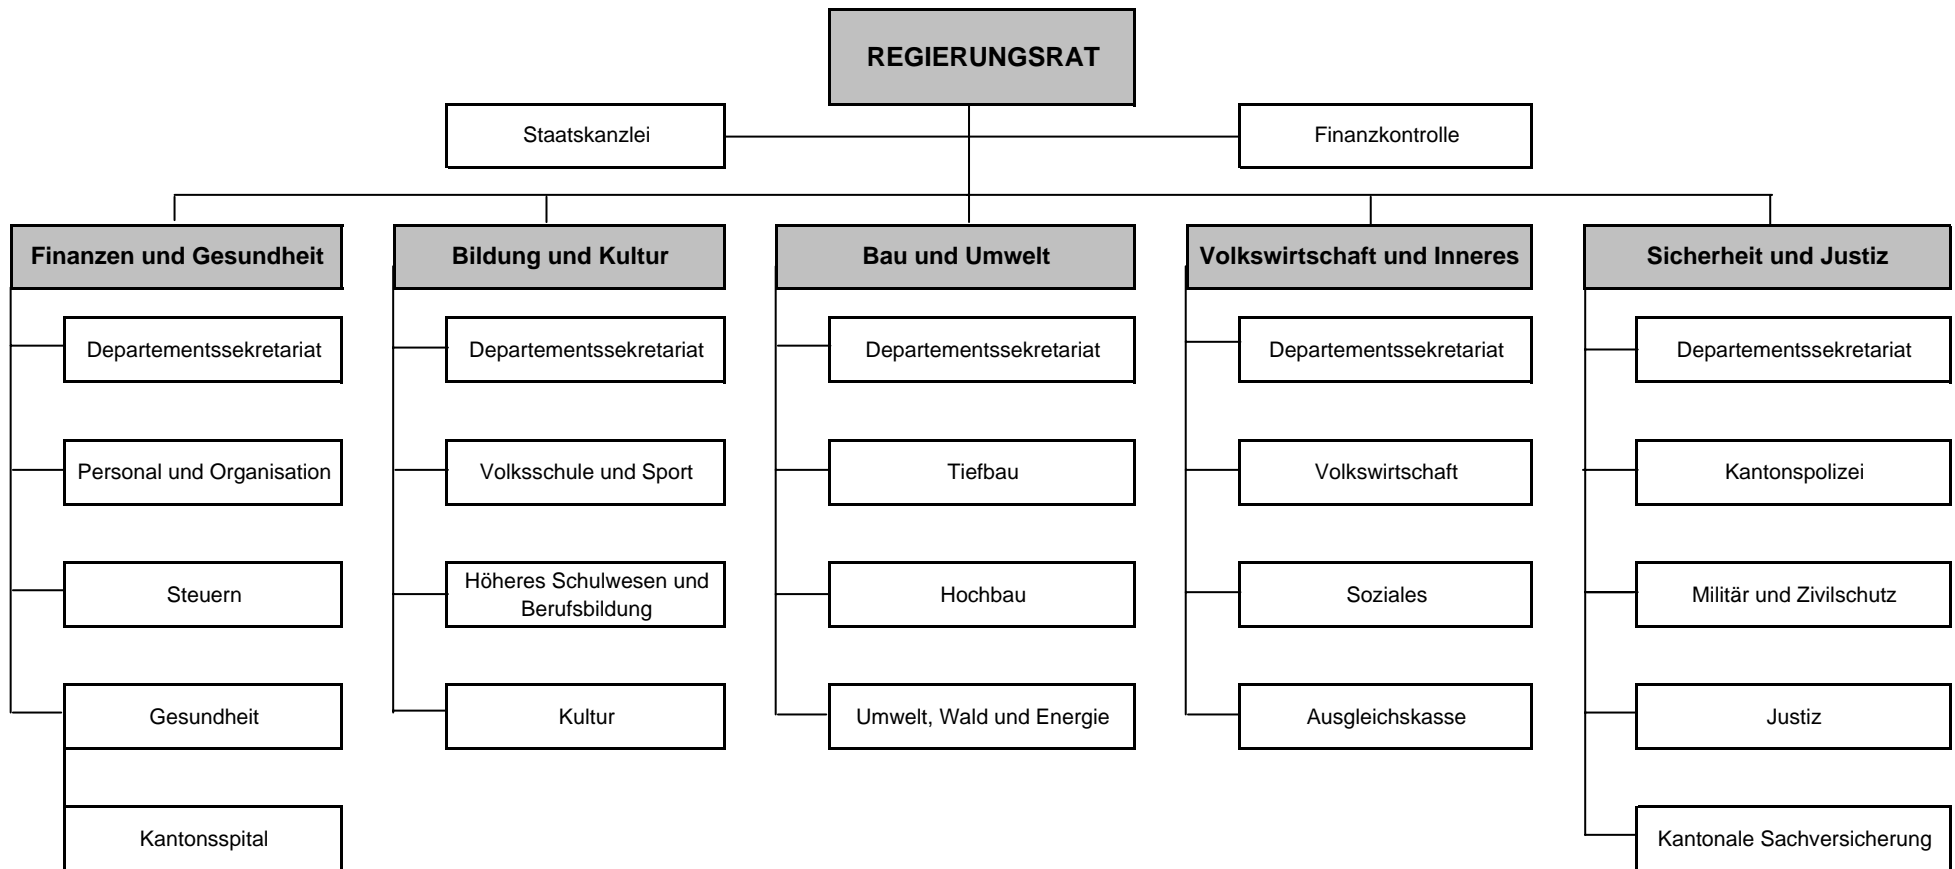 REGIERUNGSRAT
Staatskanzlei
Finanzkontrolle
Finanzen und Gesundheit
Bildung und Kultur
Bau und Umwelt
Volkswirtschaft und Inneres
Sicherheit und Justiz
Departementssekretariat
Departementssekretariat
Departementssekretariat
Departementssekretariat
Departementssekretariat
Personal und Organisation
Volksschule und Sport
Tiefbau
Volkswirtschaft
Kantonspolizei
Steuern
Höheres Schulwesen und
Berufsbildung
Hochbau
Soziales
Militär und Zivilschutz
Gesundheit
Kultur
Umwelt, Wald und Energie
Ausgleichskasse
Justiz
Kantonsspital
Kantonale Sachversicherung